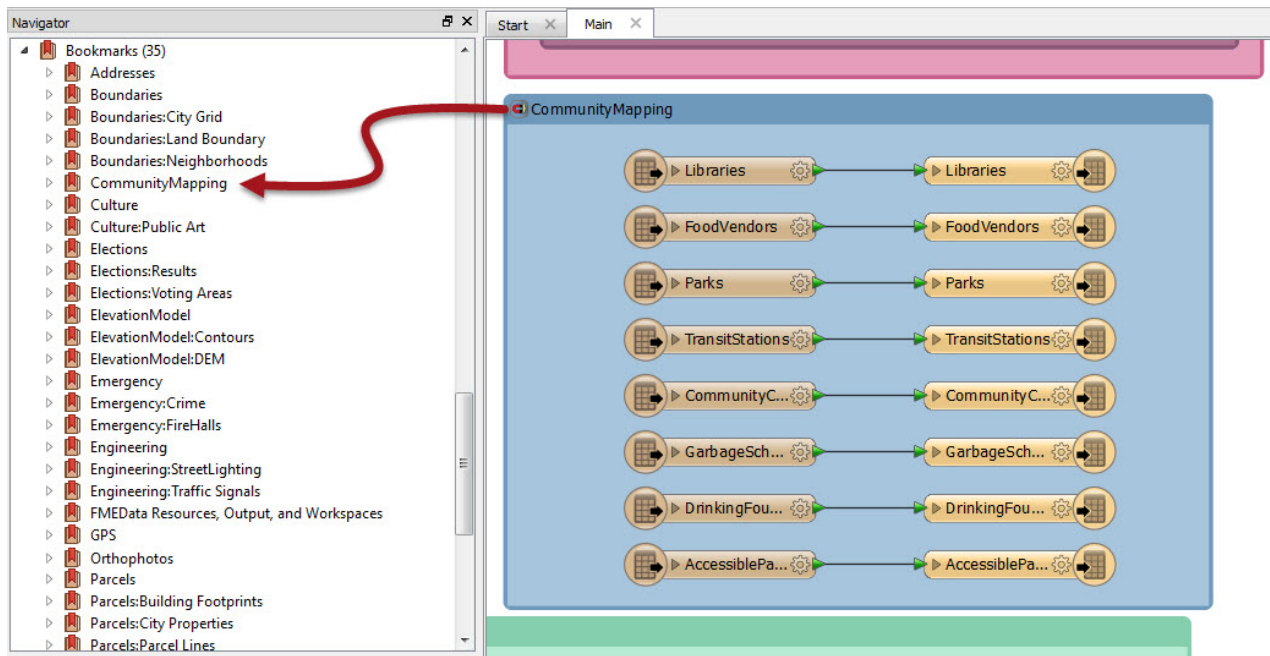 Navigator
Bookmarks (35)
Addresses
Boundaries
Boundaries:City Grid
Boundaries:Land Boundary
Boundaries:Neighborhoods
CommunityMapping
Culture
Culture:Public Art
Elections
Elections:Results
Elections:Voting Areas
ElevationModel
ElevationModel:Contours
ElevationModel:DEM
Emergency
Emergency:Crime
Emergency:FireHalls
Engineering
Engineering:StreetLighting
Engineering:Traffic Signals
FMEData Resources, Output, and Workspaces
GPS
Orthophotos
Parcels
Parcels:Building Footprints
Parcels:City Properties
Parcels:Parcel Lines
Start Main
CommunityMapping
Libraries Libraries
FoodVendors FoodVendors
Parks Parks
TransitStations TransitStations
CommunityC... CommunityC...
GarbageSch... GarbageSch...
DrinkingFou... DrinkingFou...
AccessiblePa... AccessiblePa...